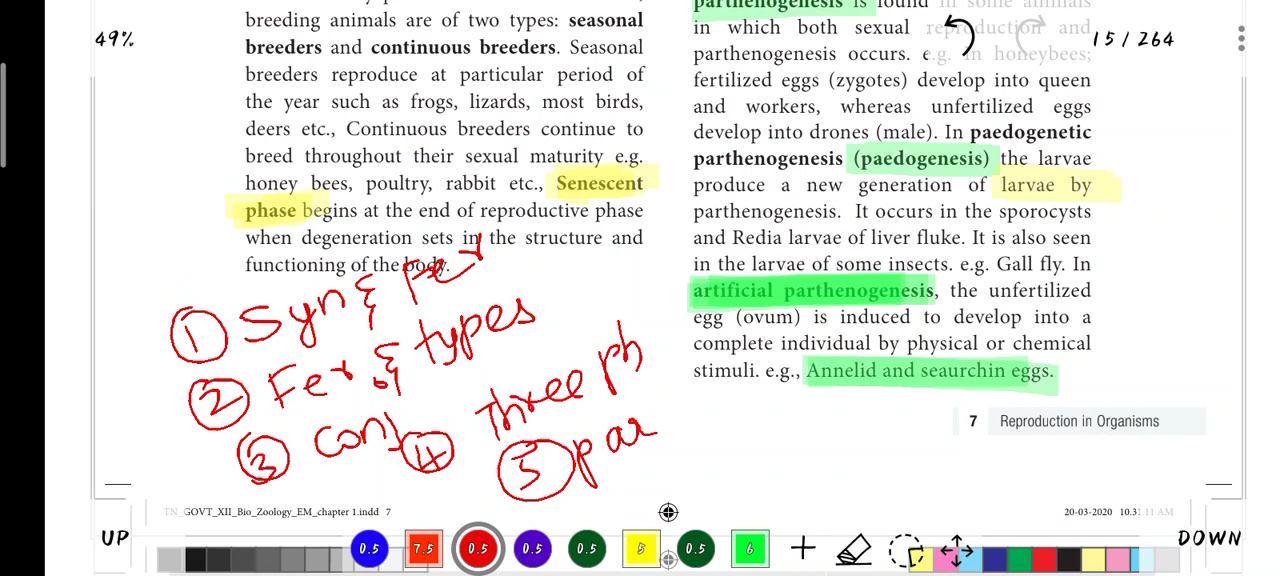 49%
breeding animals are of two types: seasonal
breeders and continuous breeders. Seasonal
breeders reproduce at particular period of
the year such as frogs, lizards, most birds,
deers etc., Continuous breeders continue to
breed throughout their sexual maturity e.g.
honey bees, poultry, rabbit etc., Senescent
phase begins at the end of reproductive phase
when degeneration sets in the structure and
functioning of the body.
① Syn & Fer
② Fer & types
③ Conj
④ Three ph
⑤ par
parthenogenesis is found in some animals
in which both sexual reproduction and
parthenogenesis occurs. e.g. In honeybees;
fertilized eggs (zygotes) develop into queen
and workers, whereas unfertilized eggs
develop into drones (male). In paedogenetic
parthenogenesis (paedogenesis) the larvae
produce a new generation of larvae by
parthenogenesis. It occurs in the sporocysts
and Redia larvae of liver fluke. It is also seen
in the larvae of some insects. e.g. Gall fly. In
artificial parthenogenesis, the unfertilized
egg (ovum) is induced to develop into a
complete individual by physical or chemical
stimuli. e.g., Annelid and seaurchin eggs.
15 / 264
7 Reproduction in Organisms
TN_GOVT_XII_Bio_Zoology_EM_chapter 1.indd 7
20-03-2020 10.31.11 AM
UP
0.5 7.5 0.5 0.5 0.5 5 0.5 6
DOWN